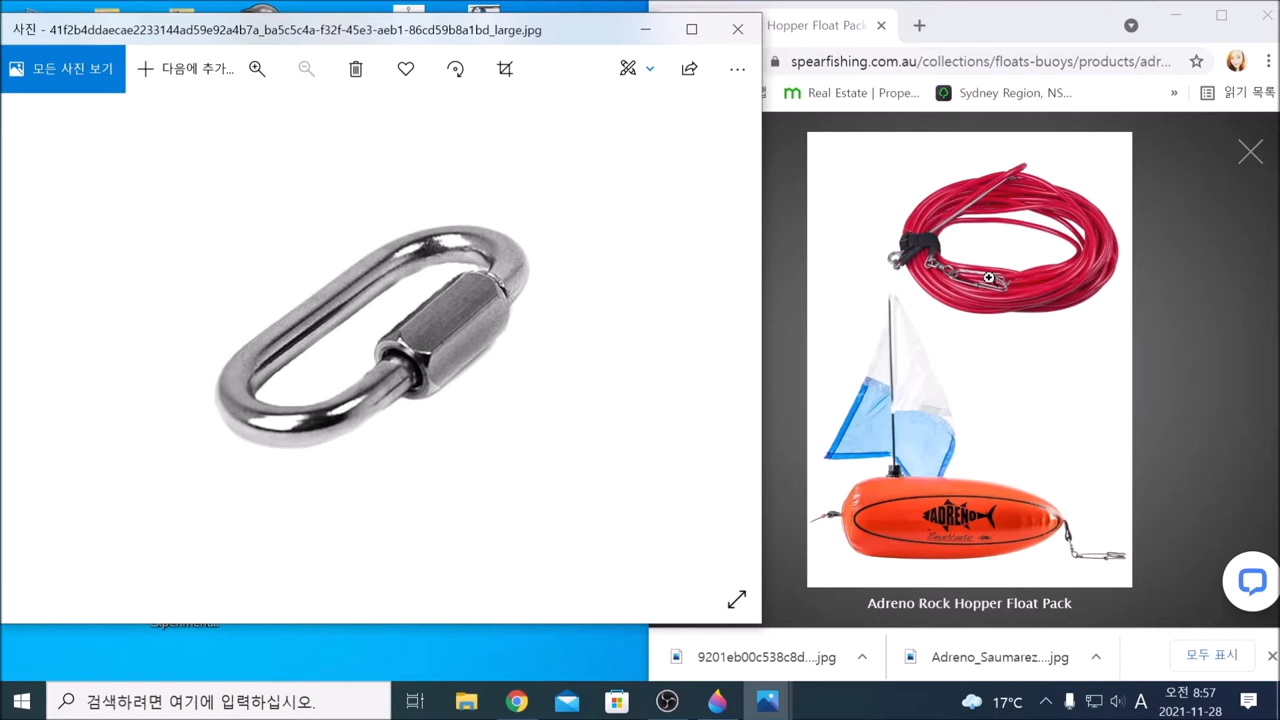 사진 - 41f2b4ddaecae2233144ad59e92a4b7a_ba5c5c4a-f32f-45e3-aeb1-86cd59b8a1bd_large.jpg
모든 사진 보기
다음에 추가...
Hopper Float Pack
spearfishing.com.au/collections/floats-buoys/products/adr...
Real Estate | Prope...
Sydney Region, NS...
»
읽기 목록
ADRENO
Adreno Rock Hopper Float Pack
9201eb00c538c8d....jpg
Adreno_Saumarez....jpg
모두 표시
검색하려면 여기에 입력하십시오.
17°C
A
오전 8:57
2021-11-28